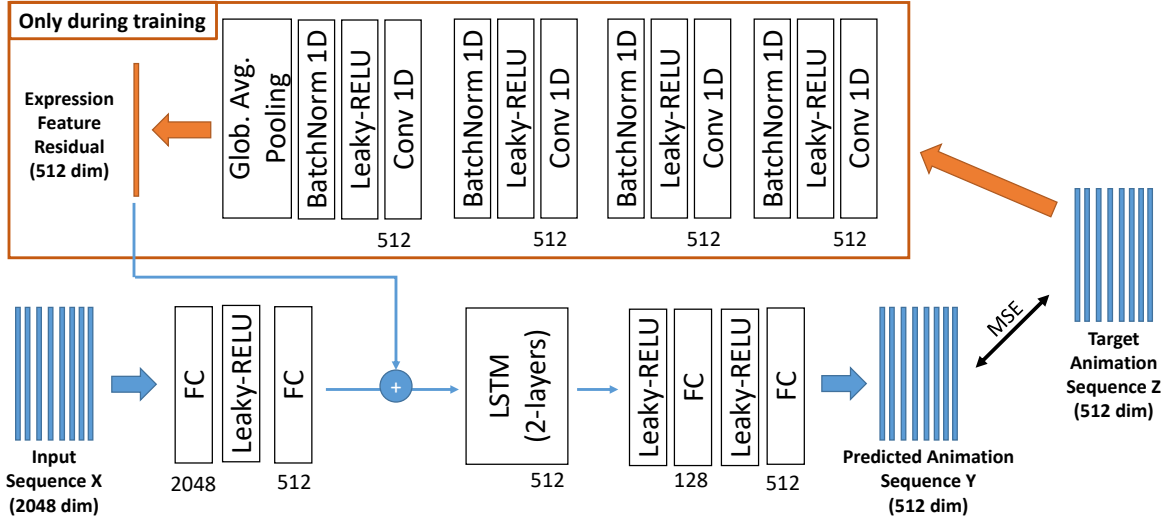 Only during training
Expression
Feature
Residual
(512 dim)
Glob. Avg.
Pooling
BatchNorm 1D
Leaky-RELU
Conv 1D
512
BatchNorm 1D
Leaky-RELU
Conv 1D
512
BatchNorm 1D
Leaky-RELU
Conv 1D
512
BatchNorm 1D
Leaky-RELU
Conv 1D
512
Input
Sequence X
(2048 dim)
FC
2048
Leaky-RELU
FC
512
+
LSTM
(2-layers)
512
Leaky-RELU
FC
128
Leaky-RELU
FC
512
Predicted Animation
Sequence Y
(512 dim)
MSE
Target
Animation
Sequence Z
(512 dim)